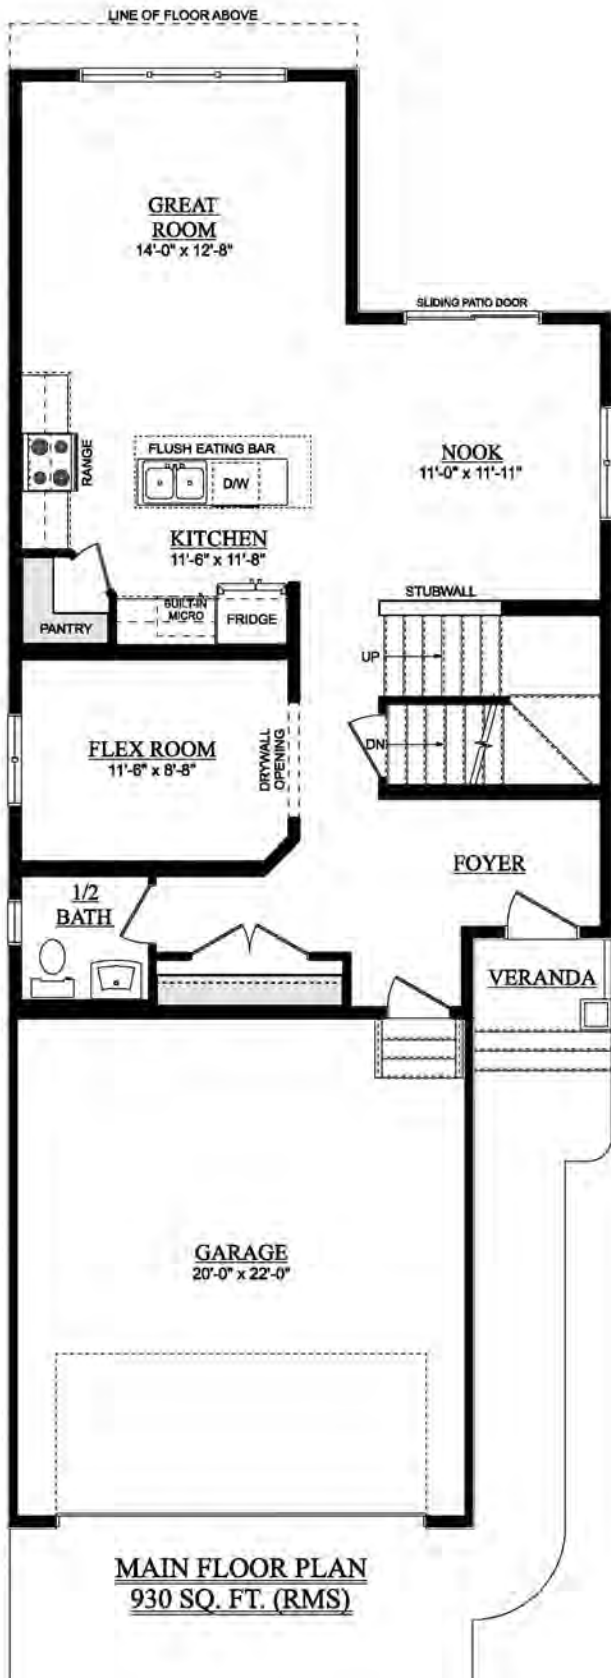 LINE OF FLOOR ABOVE
GREAT
ROOM
14'-0" x 12'-8"
SLIDING PATIO DOOR
RANGE
FLUSH EATING BAR
D/W
NOOK
11'-0" x 11'-11"
KITCHEN
11'-6" x 11'-8"
PANTRY
BUILT-IN
MICRO
FRIDGE
STUBWALL
UP
DN
FLEX ROOM
11'-6" x 8'-8"
DRYWALL
OPENING
FOYER
1/2
BATH
VERANDA
GARAGE
20'-0" x 22'-0"
MAIN FLOOR PLAN
930 SQ. FT. (RMS)